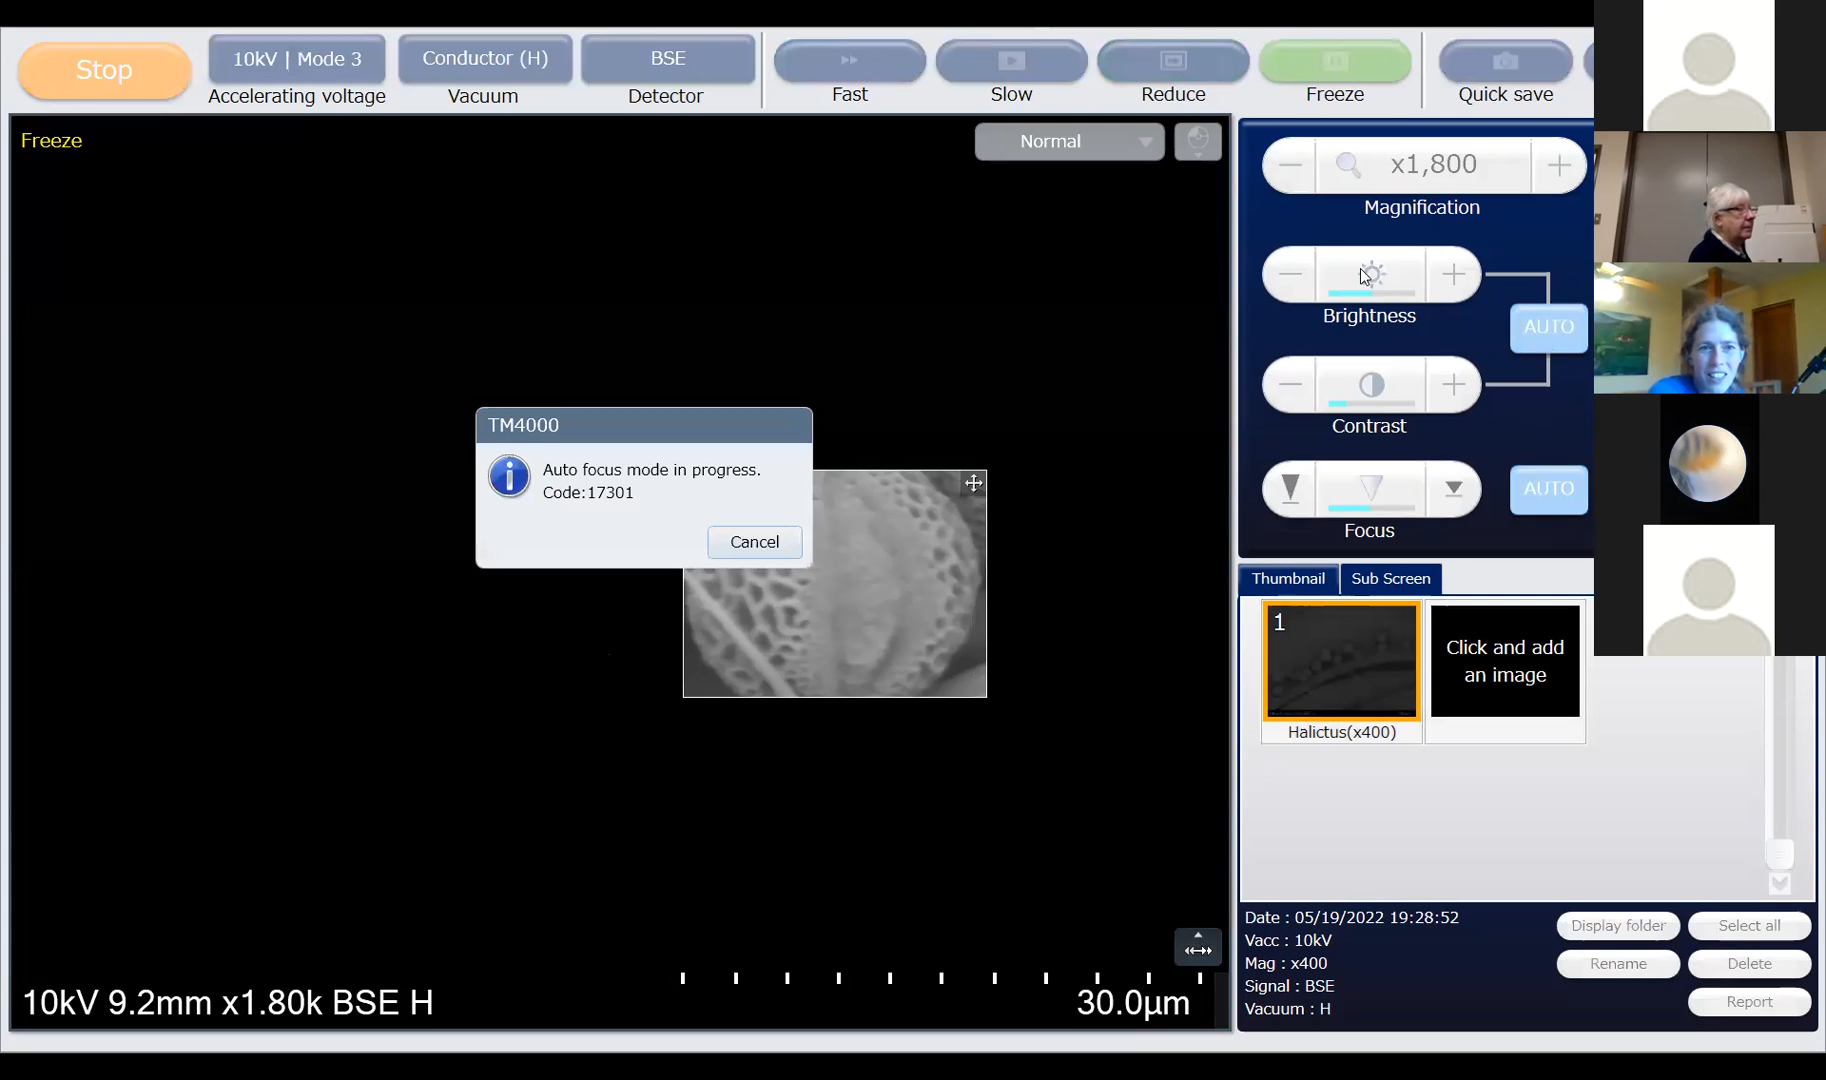 Stop
10kV | Mode 3
Accelerating voltage
Conductor (H)
Vacuum
BSE
Detector
Fast
Slow
Reduce
Freeze
Quick save
Freeze
Normal
x1,800
Magnification
Brightness
AUTO
Contrast
AUTO
Focus
TM4000
Auto focus mode in progress.
Code:17301
Cancel
Thumbnail
Sub Screen
1
Click and add
an image
Halictus(x400)
Date : 05/19/2022 19:28:52
Vacc : 10kV
Mag : x400
Signal : BSE
Vacuum : H
Display folder
Select all
Rename
Delete
Report
10kV 9.2mm x1.80k BSE H
30.0µm